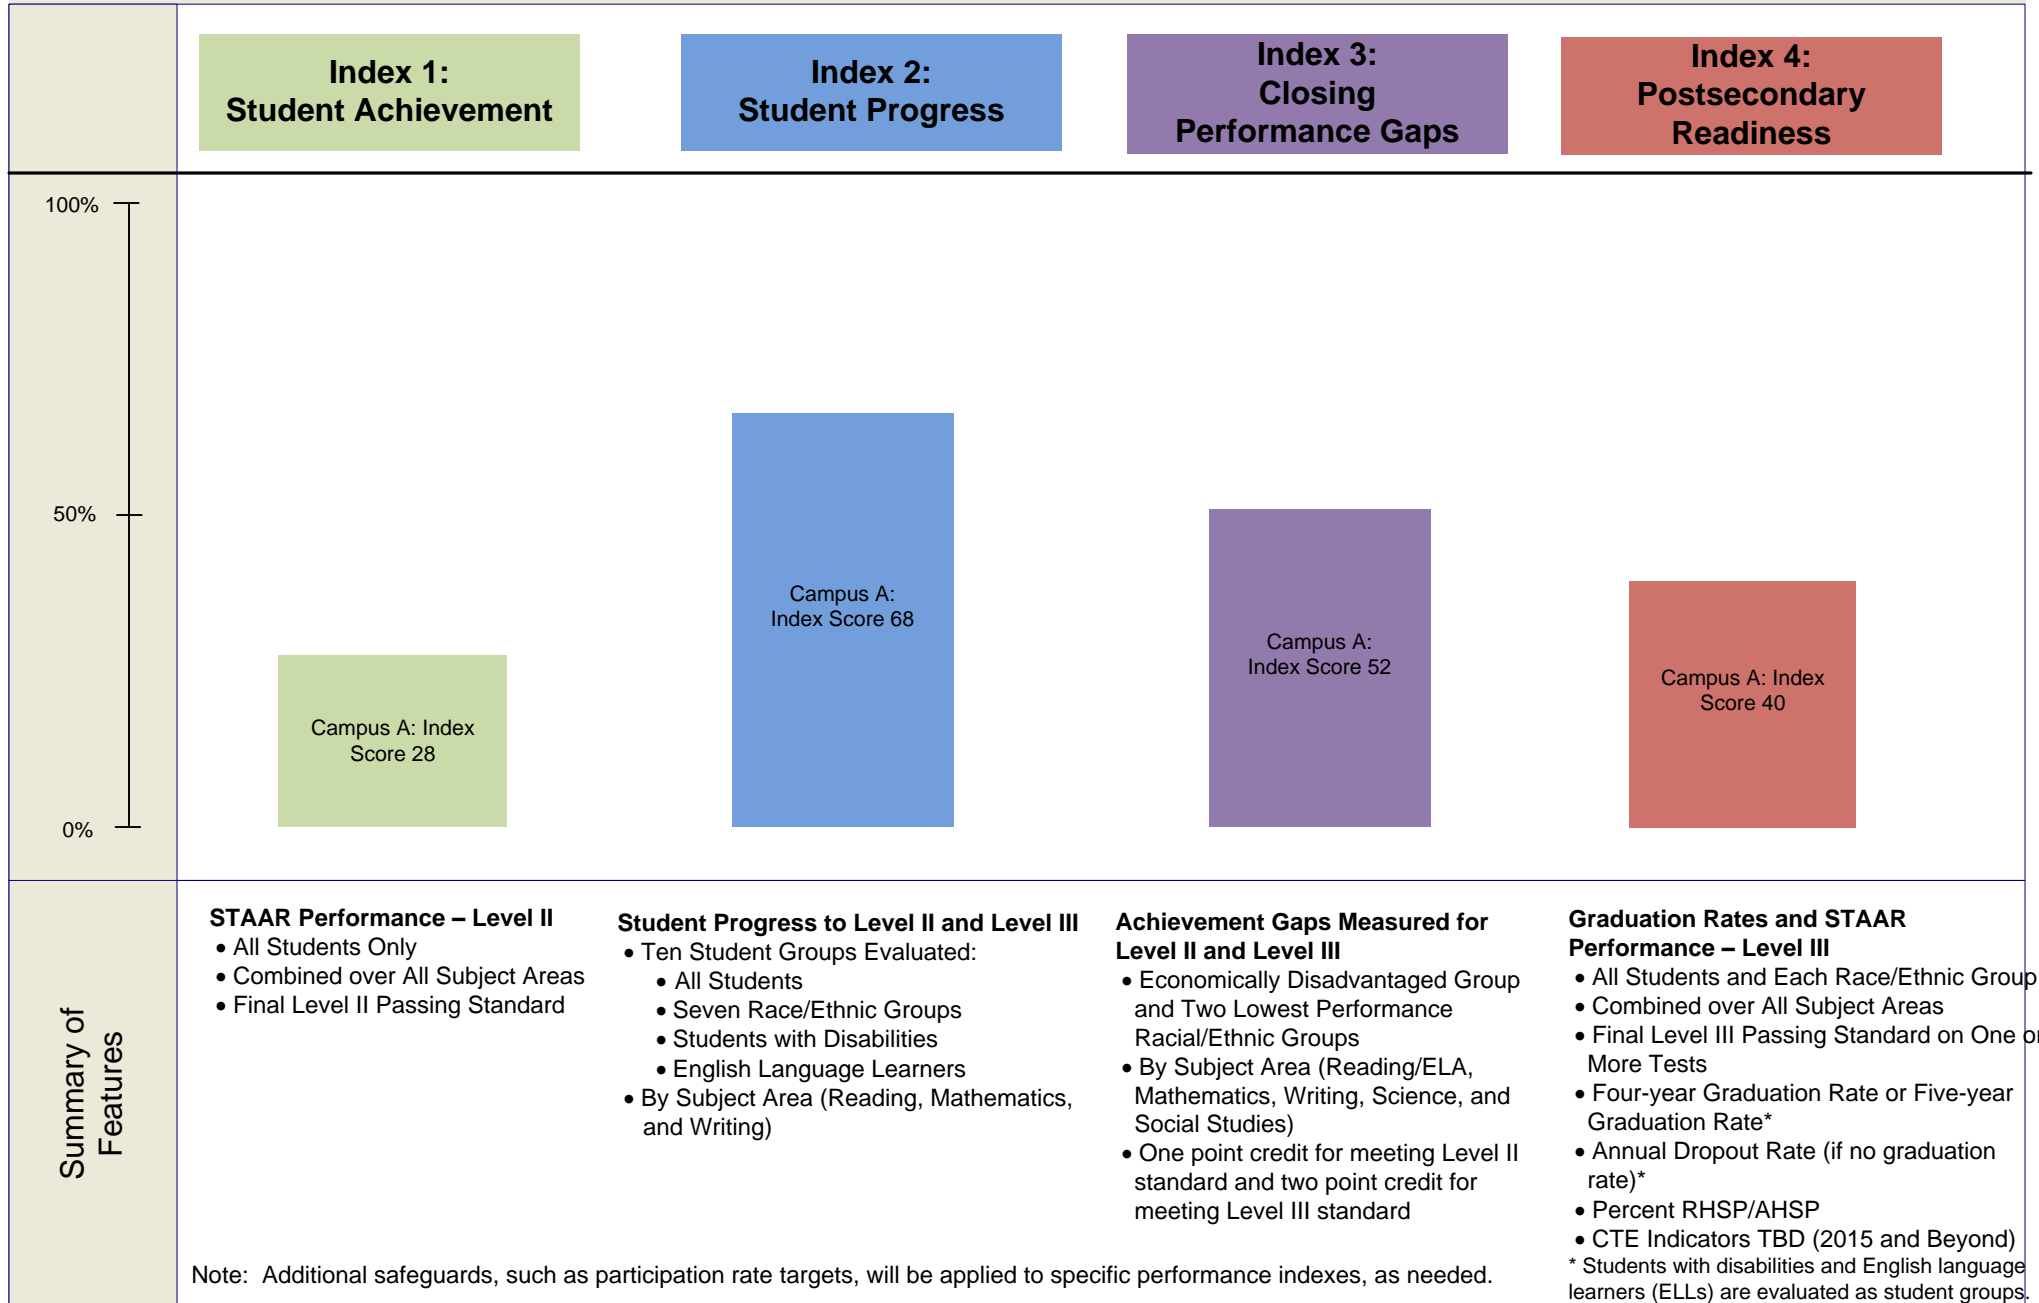 Index 1:
Student Achievement
Index 2:
Student Progress
Index 3:
Closing
Performance Gaps
Index 4:
Postsecondary
Readiness
100%
50%
0%
Campus A: Index
Score 28
Campus A:
Index Score 68
Campus A:
Index Score 52
Campus A: Index
Score 40
Summary of
Features
STAAR Performance – Level II
• All Students Only
• Combined over All Subject Areas
• Final Level II Passing Standard
Student Progress to Level II and Level III
• Ten Student Groups Evaluated:
• All Students
• Seven Race/Ethnic Groups
• Students with Disabilities
• English Language Learners
• By Subject Area (Reading, Mathematics,
and Writing)
Achievement Gaps Measured for
Level II and Level III
• Economically Disadvantaged Group
and Two Lowest Performance
Racial/Ethnic Groups
• By Subject Area (Reading/ELA,
Mathematics, Writing, Science, and
Social Studies)
• One point credit for meeting Level II
standard and two point credit for
meeting Level III standard
Graduation Rates and STAAR
Performance – Level III
• All Students and Each Race/Ethnic Group
• Combined over All Subject Areas
• Final Level III Passing Standard on One or
More Tests
• Four-year Graduation Rate or Five-year
Graduation Rate*
• Annual Dropout Rate (if no graduation
rate)*
• Percent RHSP/AHSP
• CTE Indicators TBD (2015 and Beyond)
* Students with disabilities and English language
learners (ELLs) are evaluated as student groups.
Note: Additional safeguards, such as participation rate targets, will be applied to specific performance indexes, as needed.